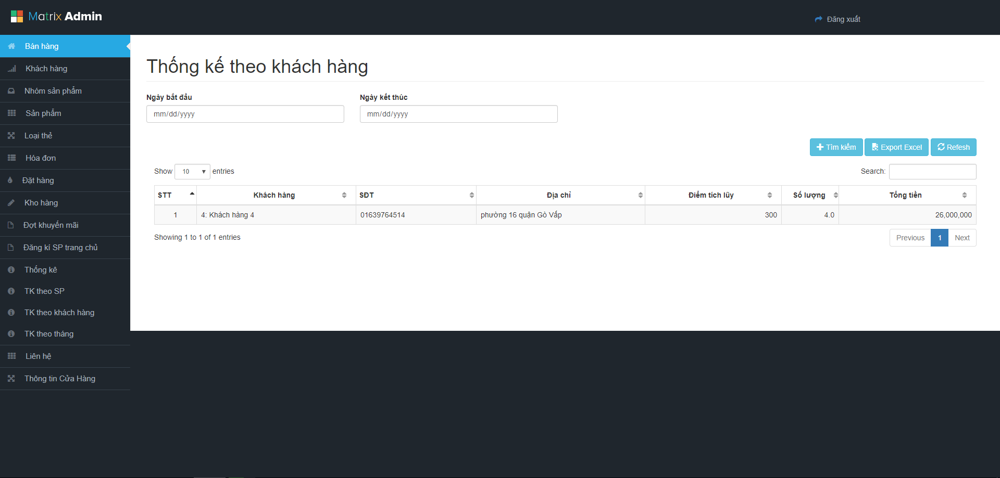 Matrix Admin
Đăng xuất
Bán hàng
Khách hàng
Nhóm sản phẩm
Sản phẩm
Loại thẻ
Hóa đơn
Đặt hàng
Kho hàng
Đợt khuyến mãi
Đăng kí SP trang chủ
Thống kê
TK theo SP
TK theo khách hàng
TK theo tháng
Liên hệ
Thông tin Cửa Hàng
Thống kế theo khách hàng
Ngày bắt đầu Ngày kết thúc
mm/dd/yyyy mm/dd/yyyy
Tìm kiếm Export Excel Refesh
Show 10 entries Search:
STT Khách hàng SĐT Địa chỉ Điểm tích lũy Số lượng Tổng tiền
1 4: Khách hàng 4 01639764514 phường 16 quận Gò Vấp 300 4.0 26,000,000
Showing 1 to 1 of 1 entries Previous 1 Next